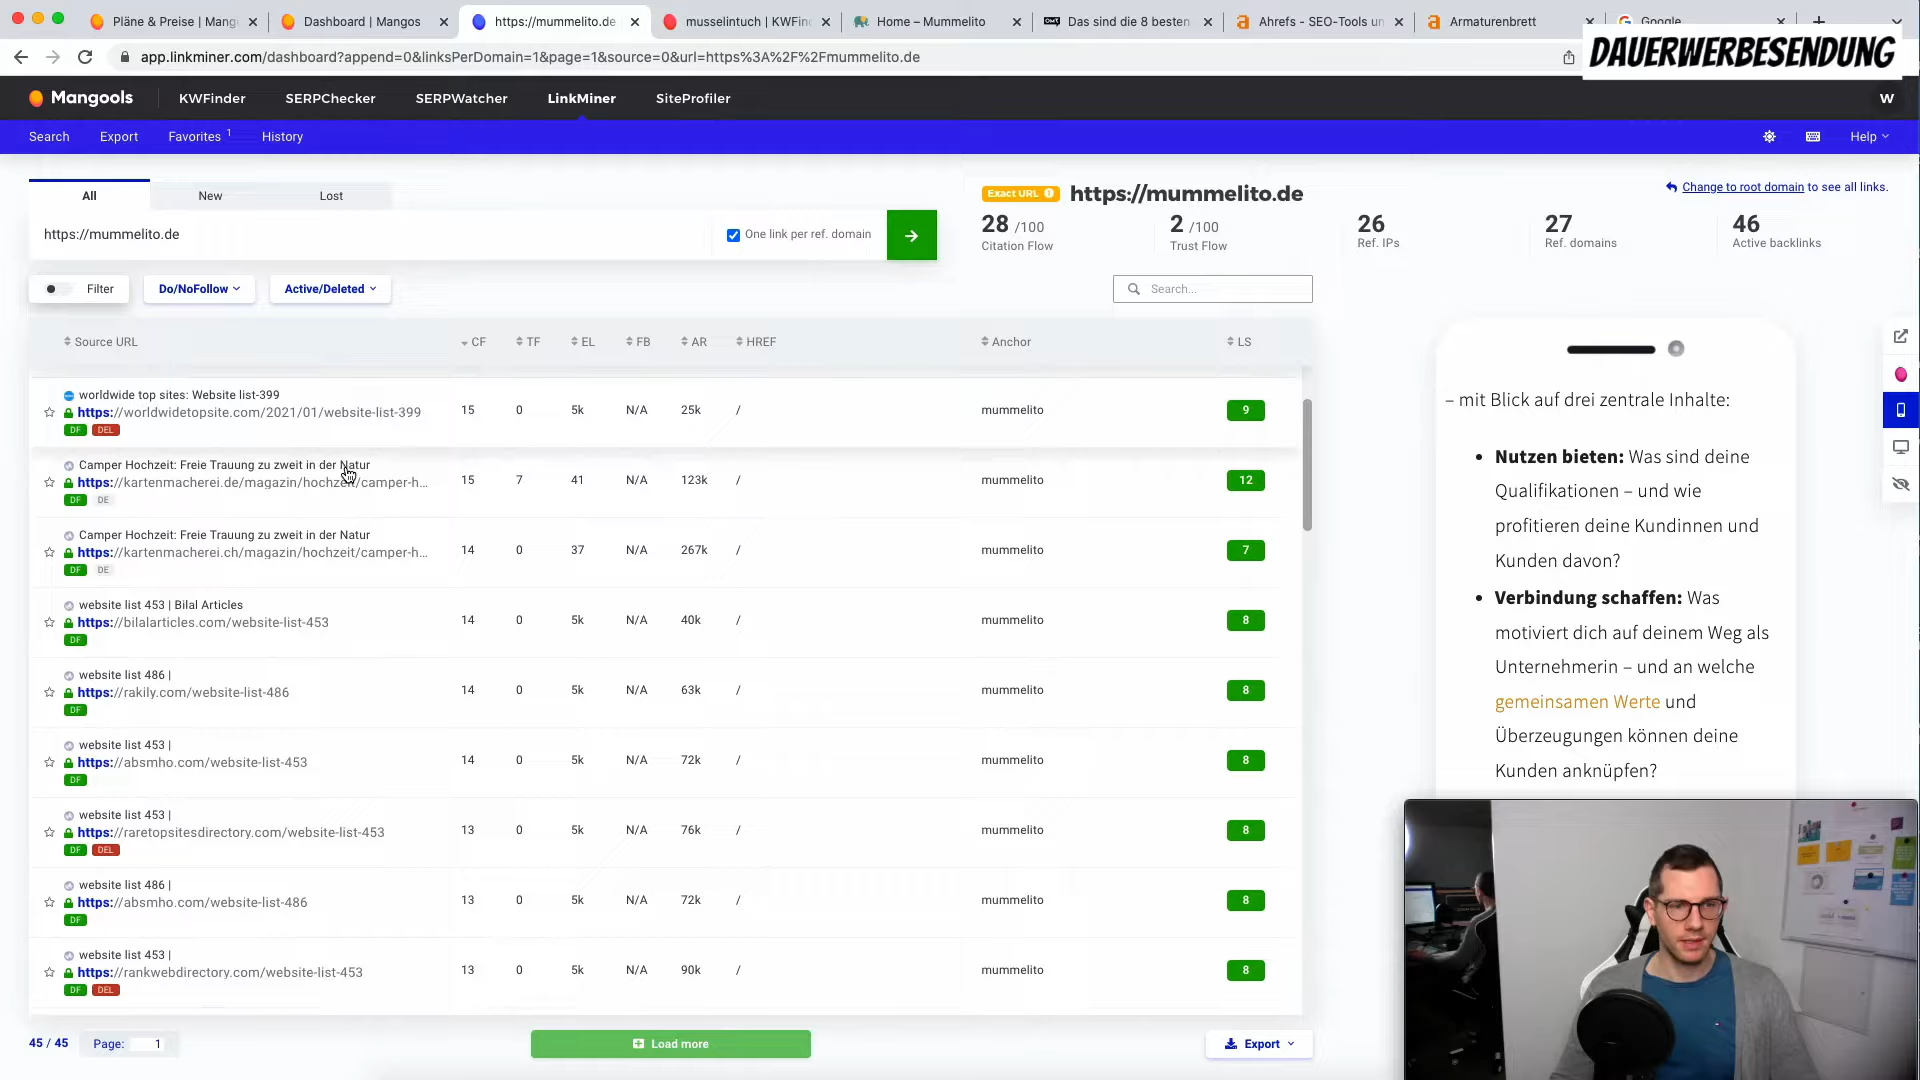 Pläne & Preise | Mang
Dashboard | Mangos
https://mummelito.de
musselintuch | KWFin
Home – Mummelito
Das sind die 8 besten
Ahrefs - SEO-Tools un
Armaturenbrett
Google
app.linkminer.com/dashboard?append=0&linksPerDomain=1&page=1&source=0&url=https%3A%2F%2Fmummelito.de
DAUERWERBESENDUNG
Mangools
KWFinder
SERPChecker
SERPWatcher
LinkMiner
SiteProfiler
W
Search
Export
Favorites 1
History
Help
All
New
Lost
https://mummelito.de
One link per ref. domain
Exact URL
https://mummelito.de
Change to root domain to see all links.
28 /100
Citation Flow
2 /100
Trust Flow
26
Ref. IPs
27
Ref. domains
46
Active backlinks
Filter
Do/NoFollow
Active/Deleted
Search...
Source URL CF TF EL FB AR HREF Anchor LS
worldwide top sites: Website list-399
https://worldwidetopsite.com/2021/01/website-list-399 15 0 5k N/A 25k / mummelito 9
DF DEL
Camper Hochzeit: Freie Trauung zu zweit in der Natur
https://kartenmacherei.de/magazin/hochzeit/camper-h... 15 7 41 N/A 123k / mummelito 12
DF DE
Camper Hochzeit: Freie Trauung zu zweit in der Natur
https://kartenmacherei.ch/magazin/hochzeit/camper-h... 14 0 37 N/A 267k / mummelito 7
DF DE
website list 453 | Bilal Articles
https://bilalarticles.com/website-list-453 14 0 5k N/A 40k / mummelito 8
DF
website list 486 |
https://rakily.com/website-list-486 14 0 5k N/A 63k / mummelito 8
DF
website list 453 |
https://absmho.com/website-list-453 14 0 5k N/A 72k / mummelito 8
DF
website list 453 |
https://raretopsitesdirectory.com/website-list-453 13 0 5k N/A 76k / mummelito 8
DF DEL
website list 486 |
https://absmho.com/website-list-486 13 0 5k N/A 72k / mummelito 8
DF
website list 453 |
https://rankwebdirectory.com/website-list-453 13 0 5k N/A 90k / mummelito 8
DF DEL
45 / 45
Page: 1
Load more
Export
– mit Blick auf drei zentrale Inhalte:
• Nutzen bieten: Was sind deine
Qualifikationen – und wie
profitieren deine Kundinnen und
Kunden davon?
• Verbindung schaffen: Was
motiviert dich auf deinem Weg als
Unternehmerin – und an welche
gemeinsamen Werte und
Überzeugungen können deine
Kunden anknüpfen?